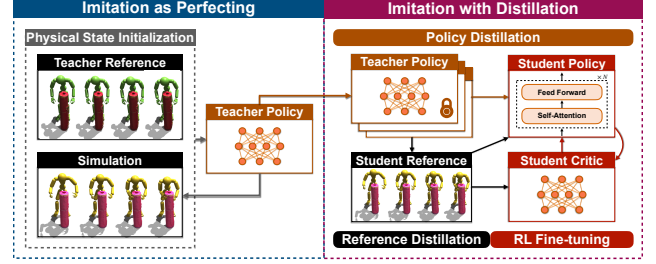 Imitation as Perfecting
Imitation with Distillation
Physical State Initialization
Teacher Reference
Simulation
Teacher Policy
Policy Distillation
Teacher Policy
Student Policy
×N
Feed Forward
Self-Attention
Student Reference
Student Critic
Reference Distillation
RL Fine-tuning